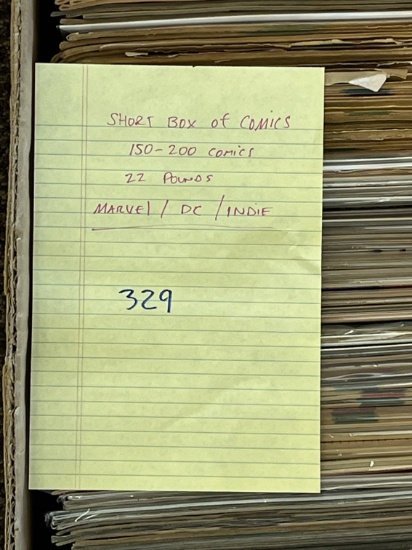 SHORT BOX of COMICS
150-200 COMICS
22 POUNDS
MARVEl / DC / INDiE
329